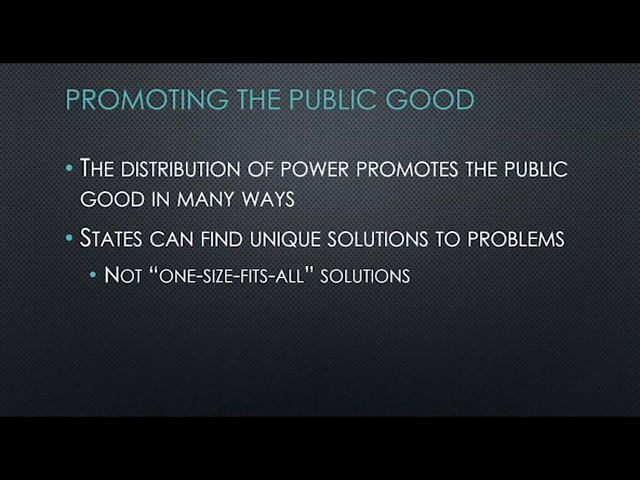 PROMOTING THE PUBLIC GOOD
• THE DISTRIBUTION OF POWER PROMOTES THE PUBLIC
GOOD IN MANY WAYS
• STATES CAN FIND UNIQUE SOLUTIONS TO PROBLEMS
• NOT “ONE-SIZE-FITS-ALL” SOLUTIONS